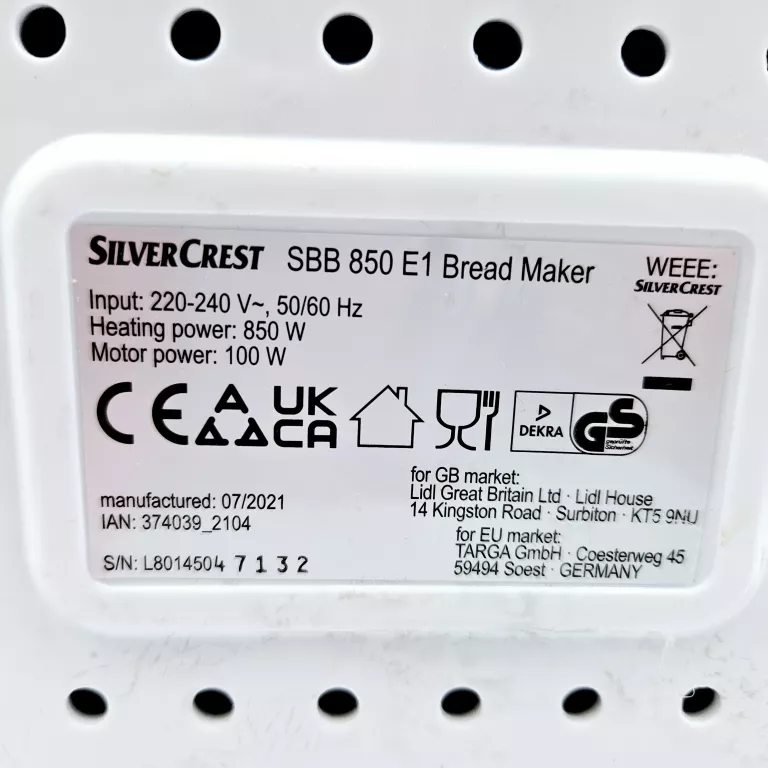 SILVERCREST SBB 850 E1 Bread Maker
WEEE:
SILVERCREST
Input: 220-240 V~, 50/60 Hz
Heating power: 850 W
Motor power: 100 W
CE
UK
CA
DEKRA
GS
geprüfte
Sicherheit
manufactured: 07/2021
IAN: 374039_2104
S/N: L8014504 7 1 3 2
for GB market:
Lidl Great Britain Ltd · Lidl House
14 Kingston Road · Surbiton · KT5 9NU
for EU market:
TARGA GmbH · Coesterweg 45
59494 Soest · GERMANY